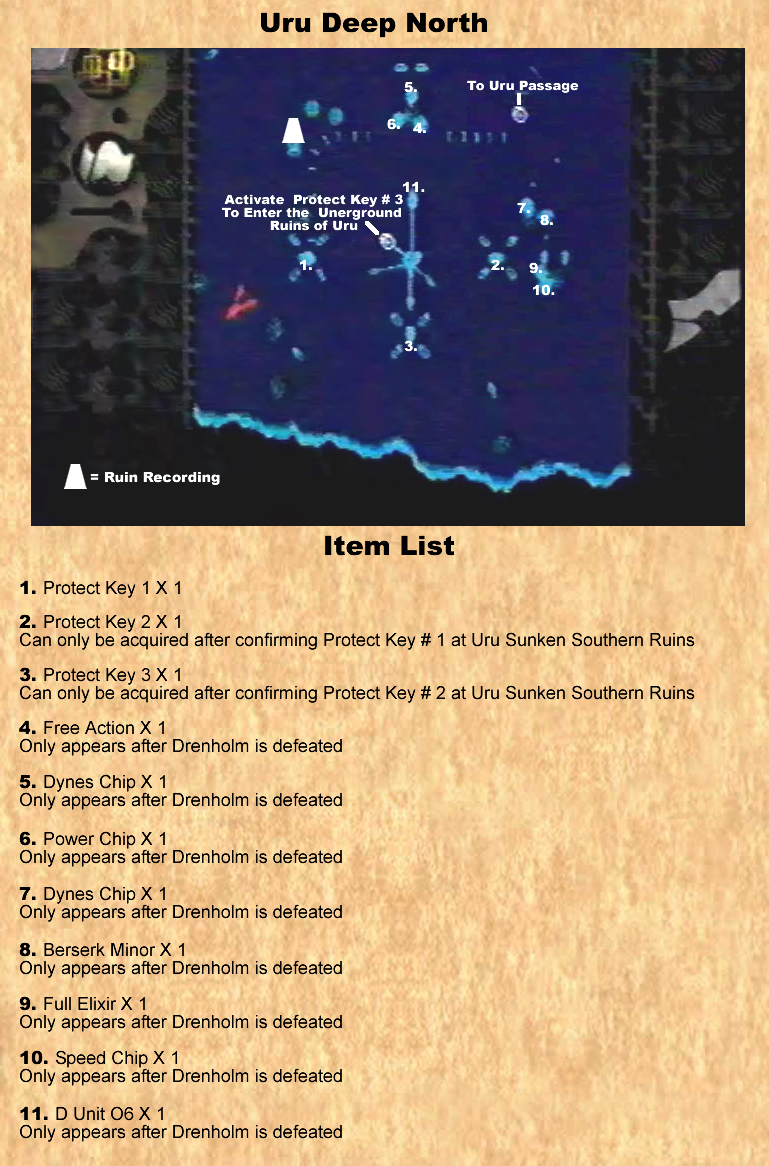 Uru Deep North
5.
To Uru Passage
6.
4.
11.
Activate Protect Key # 3
To Enter the Unerground
Ruins of Uru
7.
8.
1.
2.
9.
10.
3.
= Ruin Recording
Item List
1. Protect Key 1 X 1
2. Protect Key 2 X 1
Can only be acquired after confirming Protect Key # 1 at Uru Sunken Southern Ruins
3. Protect Key 3 X 1
Can only be acquired after confirming Protect Key # 2 at Uru Sunken Southern Ruins
4. Free Action X 1
Only appears after Drenholm is defeated
5. Dynes Chip X 1
Only appears after Drenholm is defeated
6. Power Chip X 1
Only appears after Drenholm is defeated
7. Dynes Chip X 1
Only appears after Drenholm is defeated
8. Berserk Minor X 1
Only appears after Drenholm is defeated
9. Full Elixir X 1
Only appears after Drenholm is defeated
10. Speed Chip X 1
Only appears after Drenholm is defeated
11. D Unit O6 X 1
Only appears after Drenholm is defeated